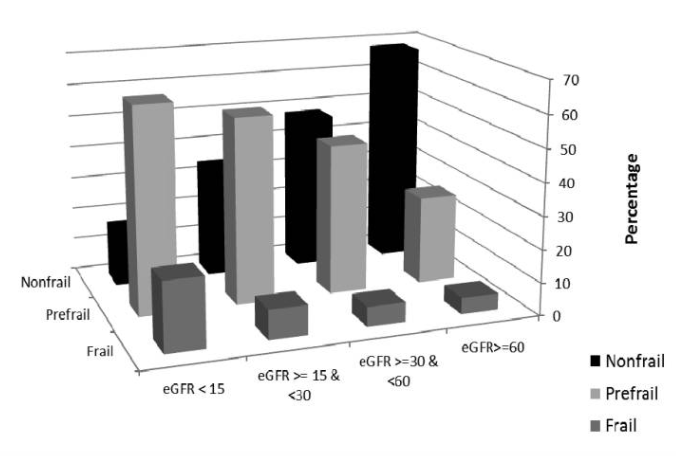 70
60
50
40
30
20
10
0
Percentage
Nonfrail
Prefrail
Frail
eGFR < 15
eGFR >= 15 &
<30
eGFR >=30 &
<60
eGFR>=60
Nonfrail
Prefrail
Frail